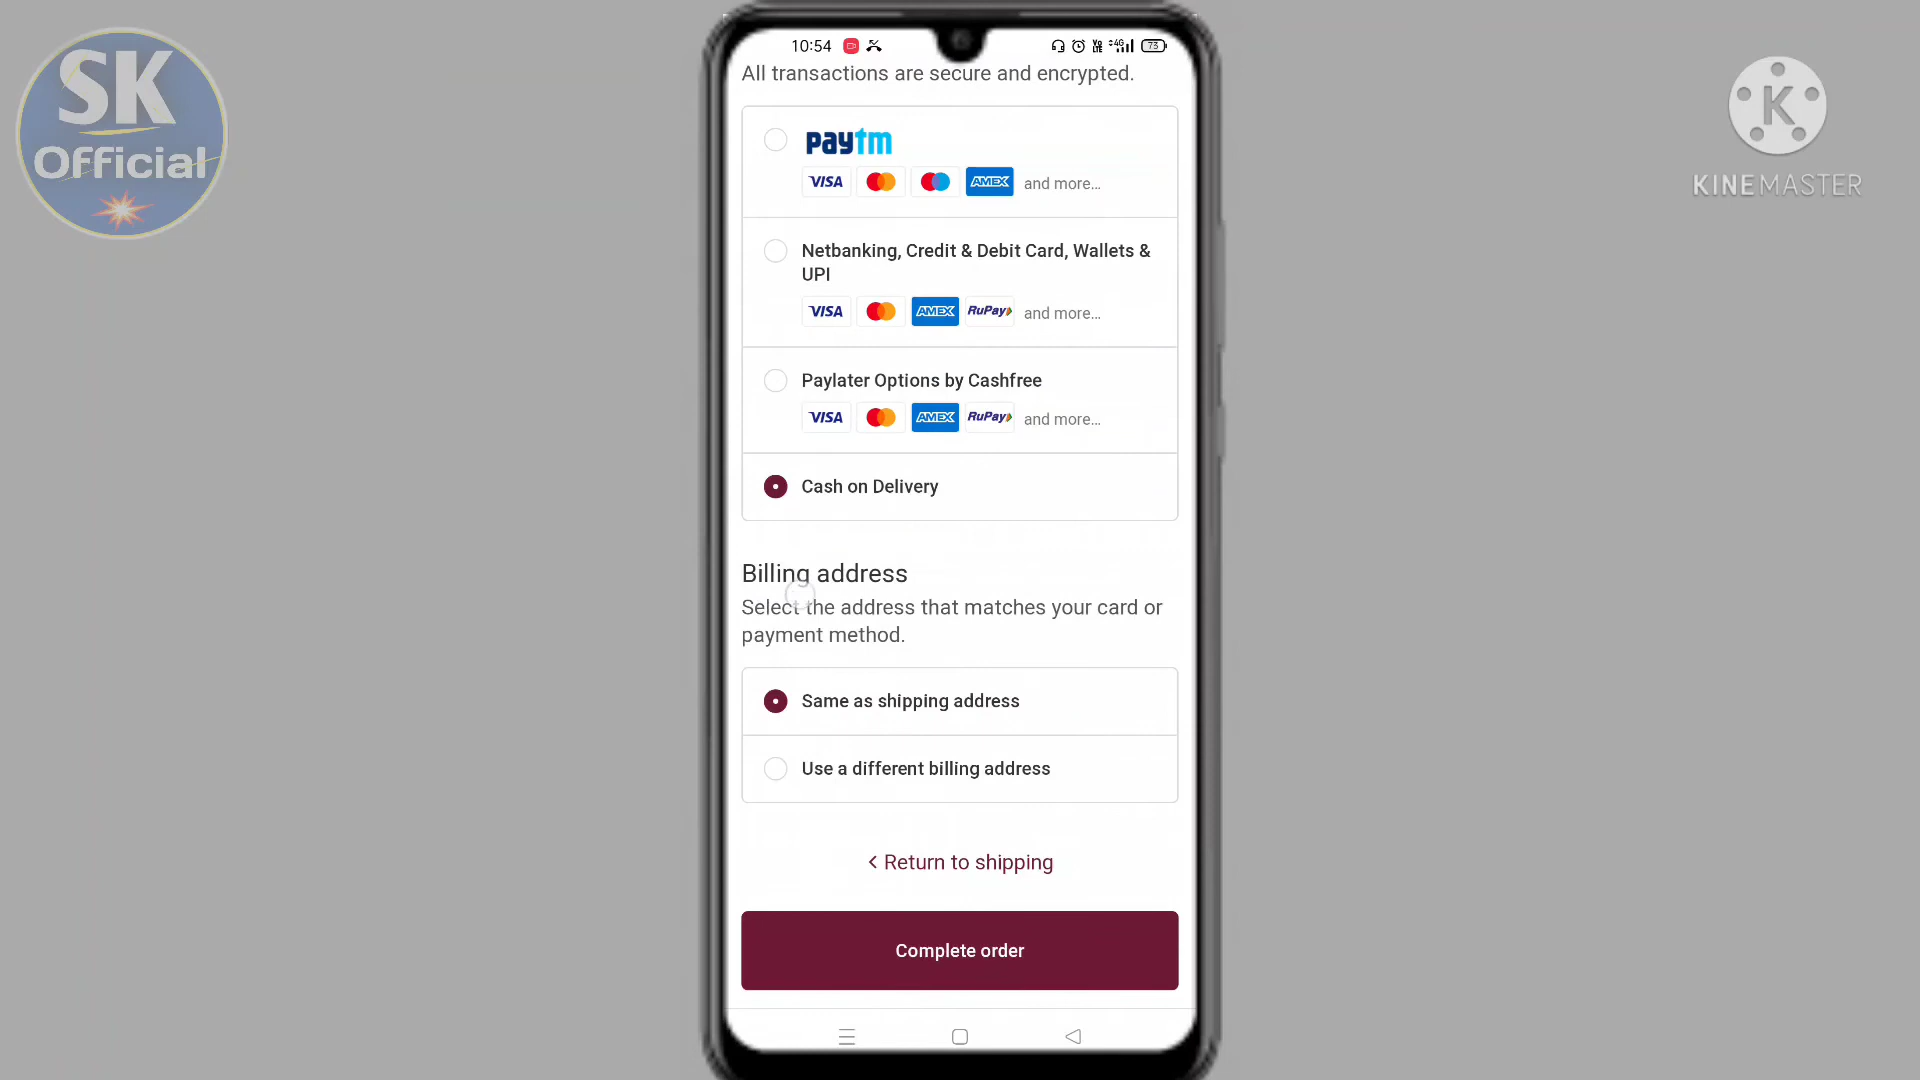 SK
Official
KINEMASTER
10:54
4G
73
All transactions are secure and encrypted.
paytm
VISA AMEX and more...
Netbanking, Credit & Debit Card, Wallets &
UPI
VISA AMEX RuPay and more...
Paylater Options by Cashfree
VISA AMEX RuPay and more...
Cash on Delivery
Billing address
Select the address that matches your card or
payment method.
Same as shipping address
Use a different billing address
< Return to shipping
Complete order